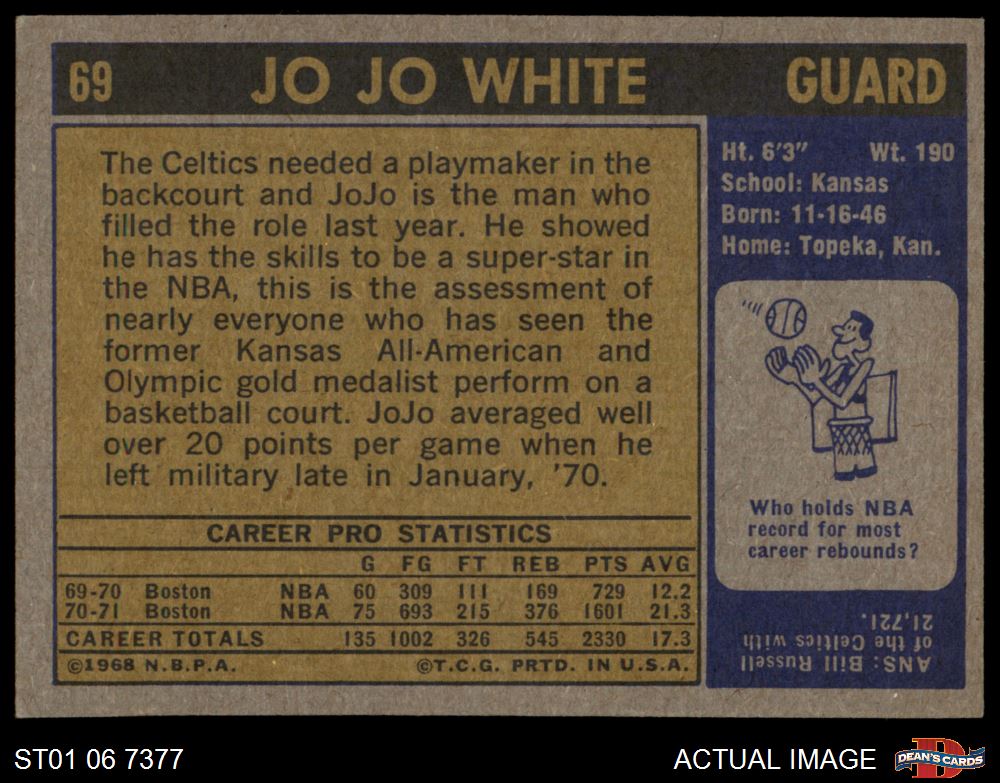 69 JO JO WHITE GUARD
The Celtics needed a playmaker in the
backcourt and JoJo is the man who
filled the role last year. He showed
he has the skills to be a super-star in
the NBA, this is the assessment of
nearly everyone who has seen the
former Kansas All-American and
Olympic gold medalist perform on a
basketball court. JoJo averaged well
over 20 points per game when he
left military late in January, '70.
CAREER PRO STATISTICS
G FG FT REB PTS AVG
69-70 Boston NBA 60 309 111 169 729 12.2
70-71 Boston NBA 75 693 215 376 1601 21.3
CAREER TOTALS 135 1002 326 545 2330 17.3
©1968 N.B.P.A. ©T.C.G. PRTD. IN U.S.A.
Ht. 6'3" Wt. 190
School: Kansas
Born: 11-16-46
Home: Topeka, Kan.
Who holds NBA
record for most
career rebounds?
ANS: Bill Russell
of the Celtics with
21,721.
ST01 06 7377
ACTUAL IMAGE
D
DEAN'S CARDS